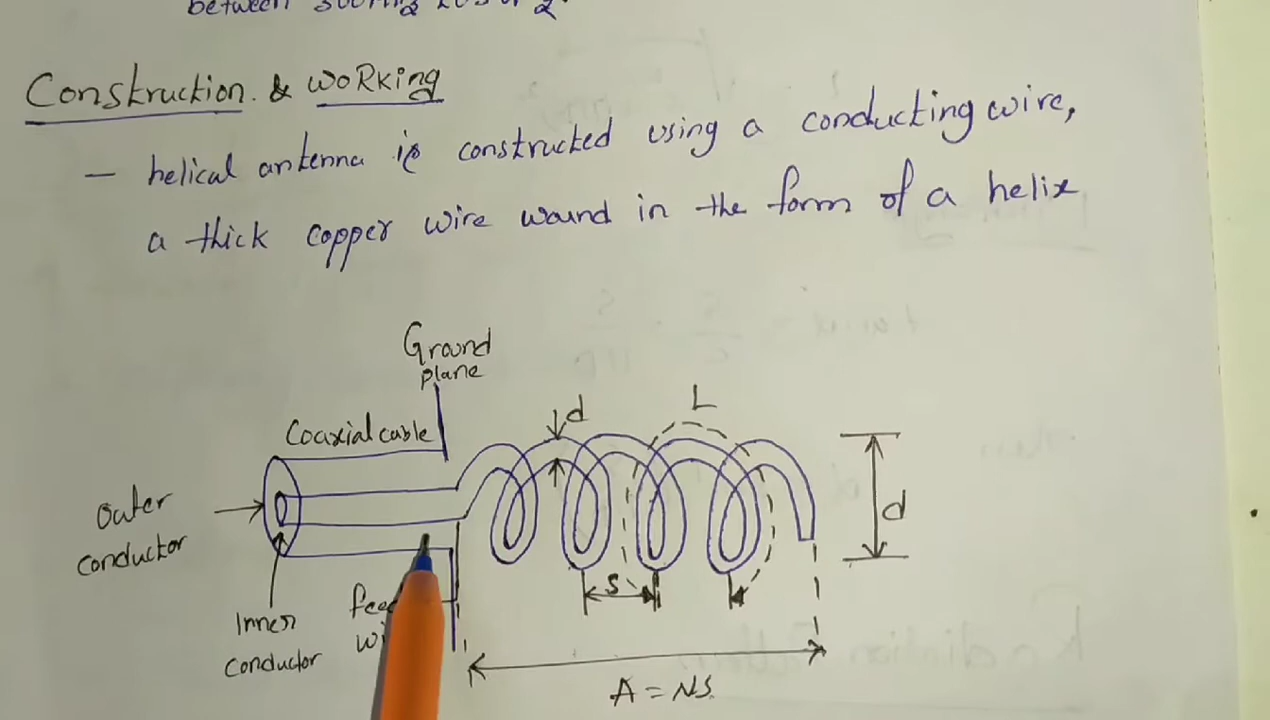 between
Construction & WoRKing
— helical antenna is constructed using a conducting wire,
a thick copper wire wound in the form of a helix
Ground
plane
Coaxial cable
d
L
outer
conductor
d
S
Inner
conductor
A = NS